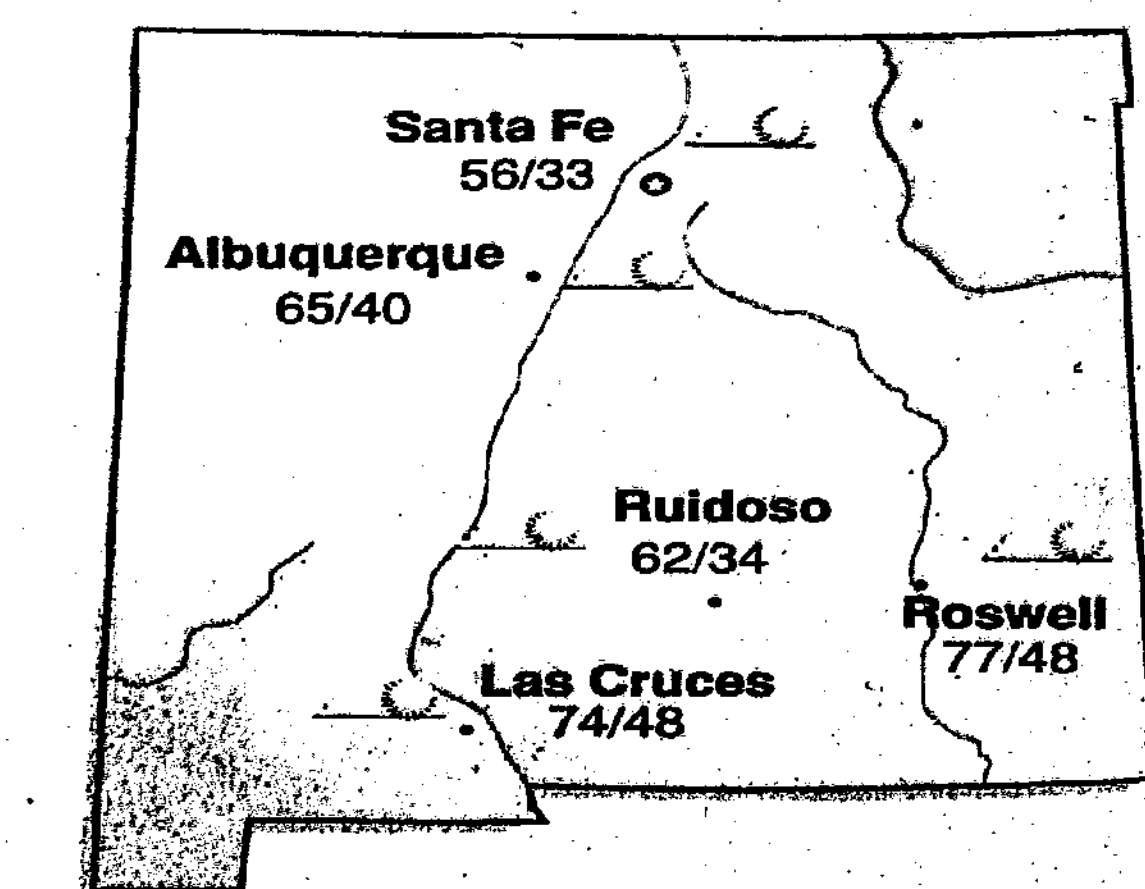 Santa Fe
56/33
Albuquerque
65/40
Ruidoso
62/34
Roswell
77/48
Las Cruces
74/48